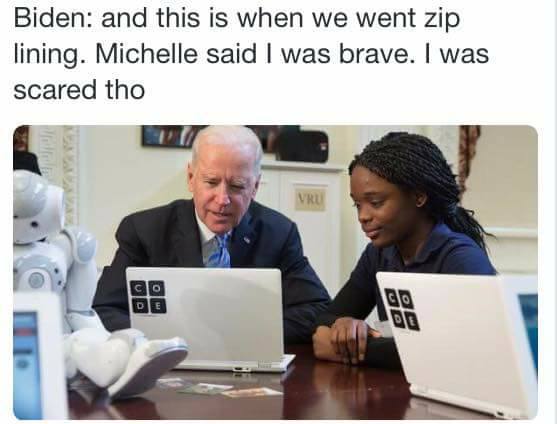 Biden: and this is when we went zip
lining. Michelle said I was brave. I was
scared tho
VRU
CO
DE
CO
DE